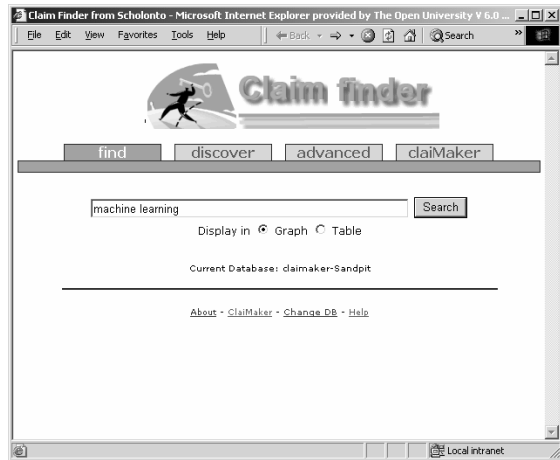 Claim Finder from Scholonto - Microsoft Internet Explorer provided by The Open University V 6.0 ...
File Edit View Favorites Tools Help Back Search »
Claim finder
find discover advanced claiMaker
machine learning Search
Display in Graph Table
Current Database: claimaker-Sandpit
About - ClaiMaker - Change DB - Help
Local intranet